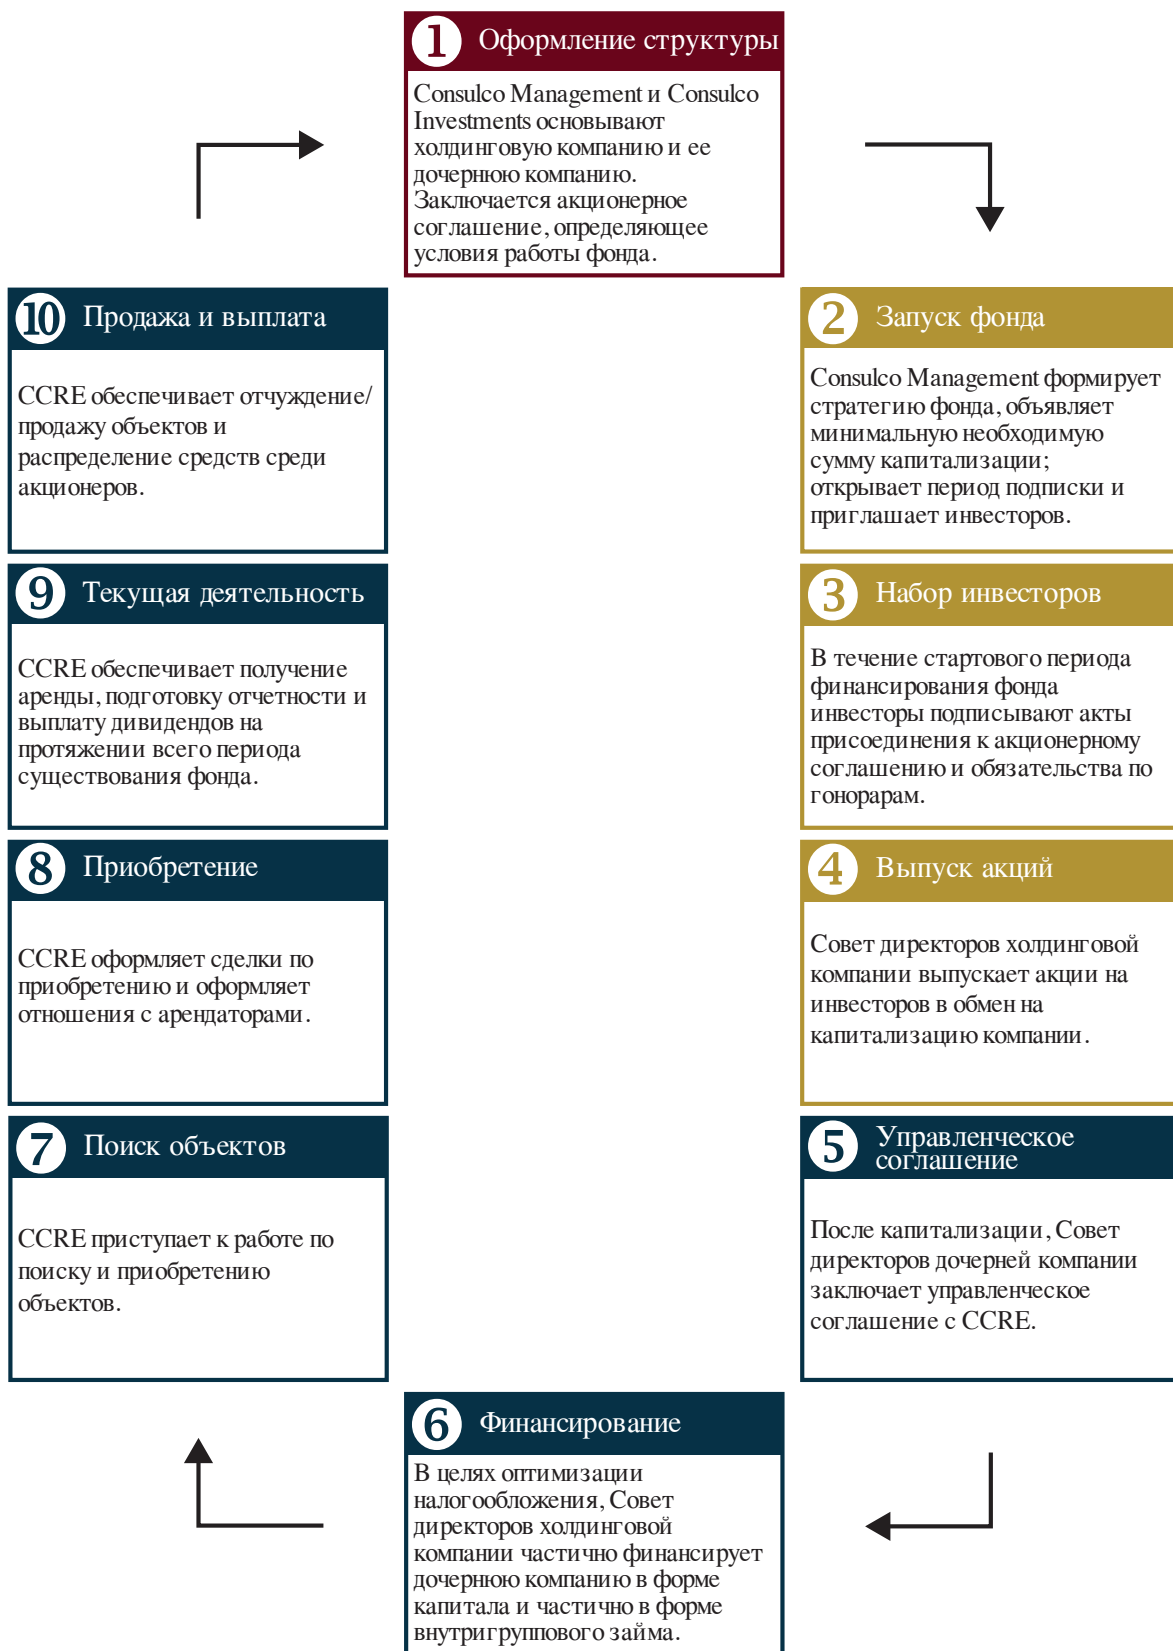 1 Оформление структуры
Consulco Management и Consulco
Investments основывают
холдинговую компанию и ее
дочернюю компанию.
Заключается акционерное
соглашение, определяющее
условия работы фонда.
2 Запуск фонда
Consulco Management формирует
стратегию фонда, объявляет
минимальную необходимую
сумму капитализации;
открывает период подписки и
приглашает инвесторов.
3 Набор инвесторов
В течение стартового периода
финансирования фонда
инвесторы подписывают акты
присоединения к акционерному
соглашению и обязательства по
гонорарам.
4 Выпуск акций
Совет директоров холдинговой
компании выпускает акции на
инвесторов в обмен на
капитализацию компании.
5 Управленческое
соглашение
После капитализации, Совет
директоров дочерней компании
заключает управленческое
соглашение с CCRE.
6 Финансирование
В целях оптимизации
налогообложения, Совет
директоров холдинговой
компании частично финансирует
дочернюю компанию в форме
капитала и частично в форме
внутригруппового займа.
7 Поиск объектов
CCRE приступает к работе по
поиску и приобретению
объектов.
8 Приобретение
CCRE оформляет сделки по
приобретению и оформляет
отношения с арендаторами.
9 Текущая деятельность
CCRE обеспечивает получение
аренды, подготовку отчетности и
выплату дивидендов на
протяжении всего периода
существования фонда.
10 Продажа и выплата
CCRE обеспечивает отчуждение/
продажу объектов и
распределение средств среди
акционеров.